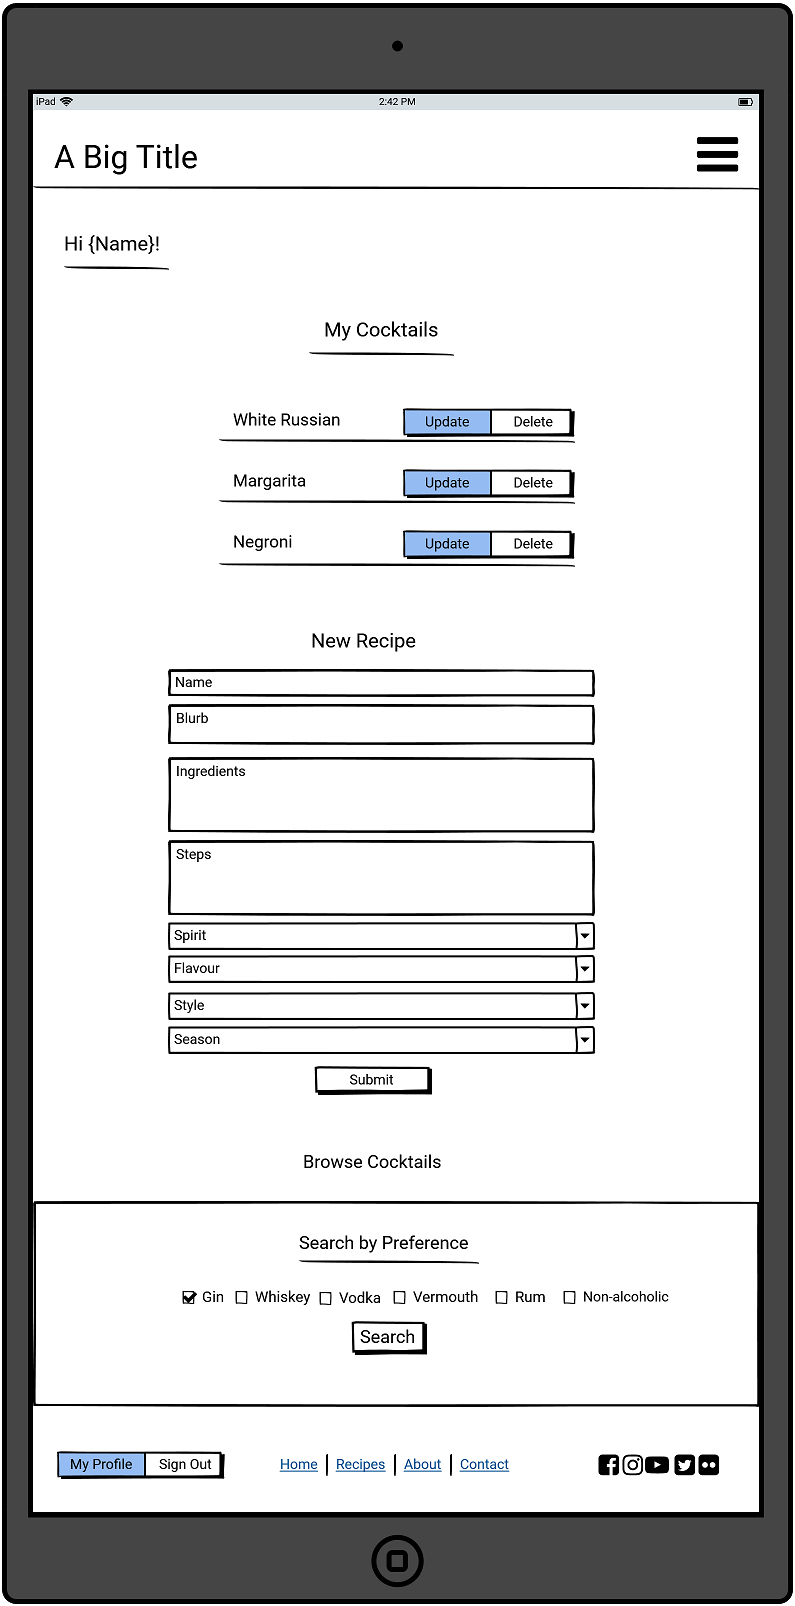 iPad 2:42 PM
A Big Title
Hi {Name}!
My Cocktails
White Russian Update Delete
Margarita Update Delete
Negroni Update Delete
New Recipe
Name
Blurb
Ingredients
Steps
Spirit
Flavour
Style
Season
Submit
Browse Cocktails
Search by Preference
Gin Whiskey Vodka Vermouth Rum Non-alcoholic
Search
My Profile Sign Out Home Recipes About Contact